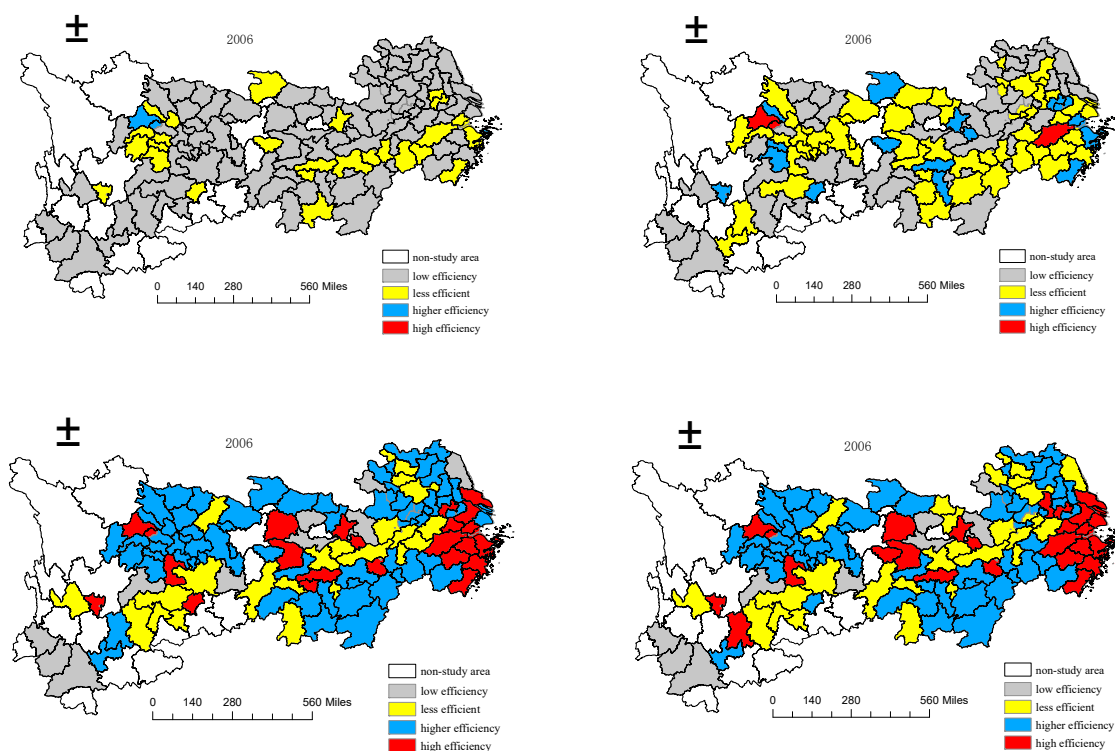 ±
2006
non-study area
low efficiency
less efficient
higher efficiency
high efficiency
0 140 280 560 Miles
±
2006
non-study area
low efficiency
less efficient
higher efficiency
high efficiency
0 140 280 560 Miles
±
2006
non-study area
low efficiency
less efficient
higher efficiency
high efficiency
0 140 280 560 Miles
±
2006
non-study area
low efficiency
less efficient
higher efficiency
high efficiency
0 140 280 560 Miles